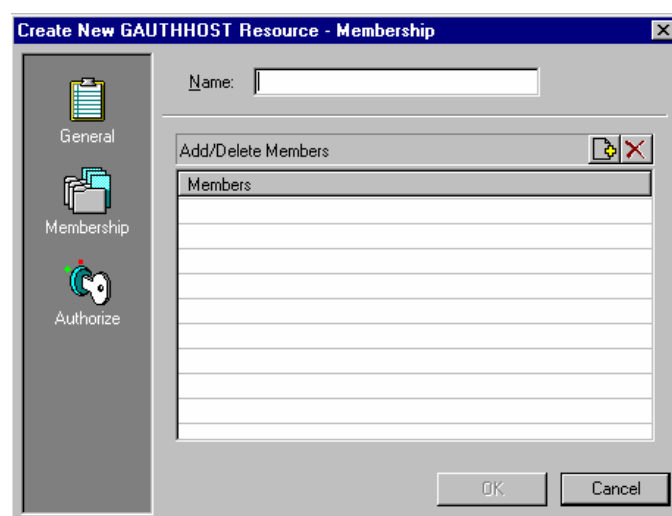 Create New GAUTHHOST Resource - Membership
General
Membership
Authorize
Name:
Add/Delete Members
Members
OK
Cancel